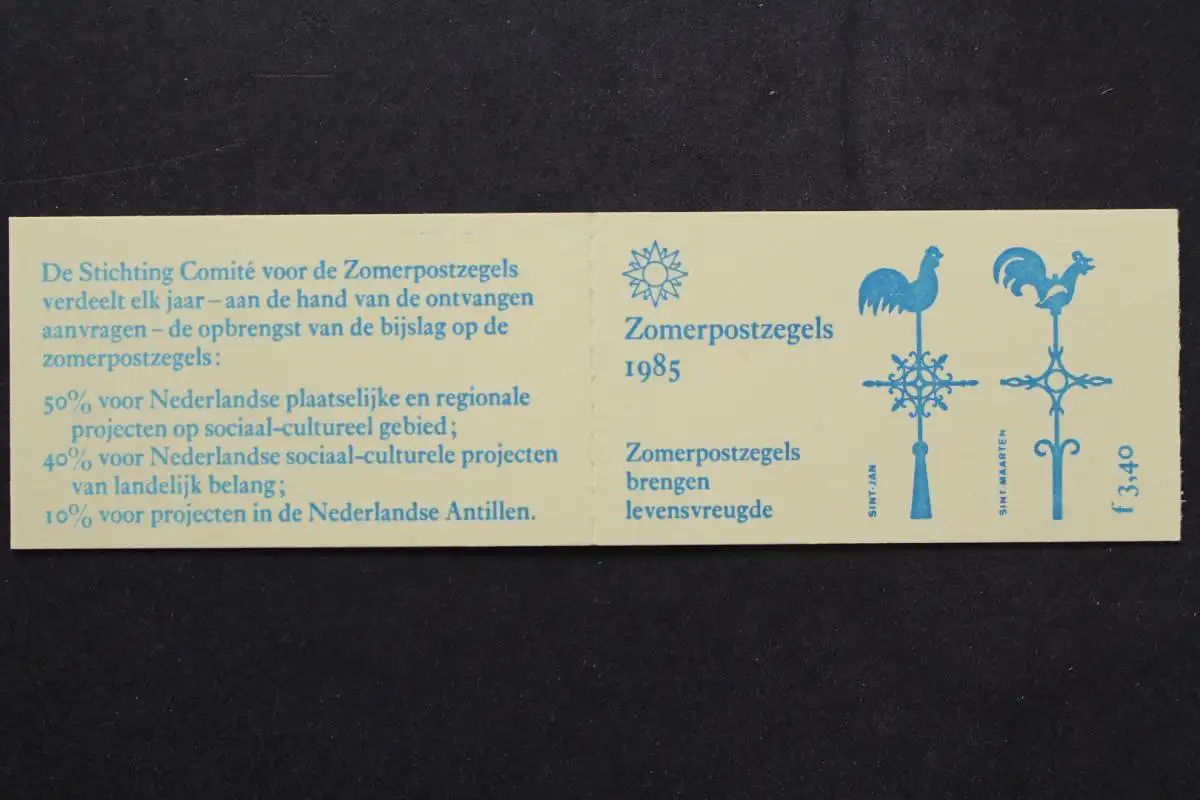 De Stichting Comité voor de Zomerpostzegels
verdeelt elk jaar – aan de hand van de ontvangen
aanvragen – de opbrengst van de bijslag op de
zomerpostzegels:
50% voor Nederlandse plaatselijke en regionale
projecten op sociaal-cultureel gebied;
40% voor Nederlandse sociaal-culturele projecten
van landelijk belang;
10% voor projecten in de Nederlandse Antillen.
Zomerpostzegels
1985
Zomerpostzegels
brengen
levensvreugde
SINT-JAN
SINT-MAARTEN
f 3,40